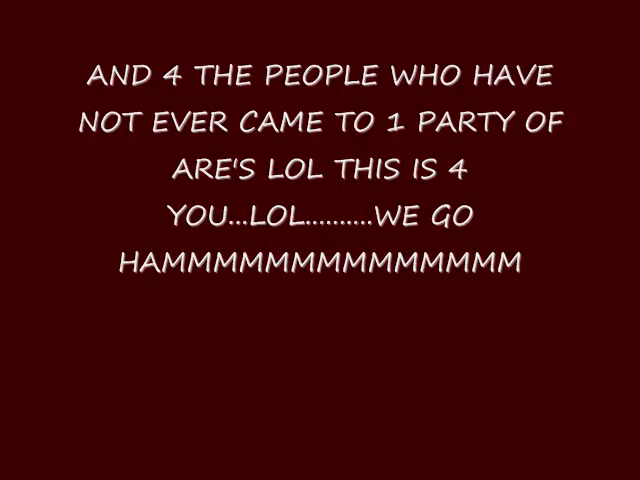 AND 4 THE PEOPLE WHO HAVE
NOT EVER CAME TO 1 PARTY OF
ARE'S LOL THIS IS 4
YOU...LOL..........WE GO
HAMMMMMMMMMMMMMM